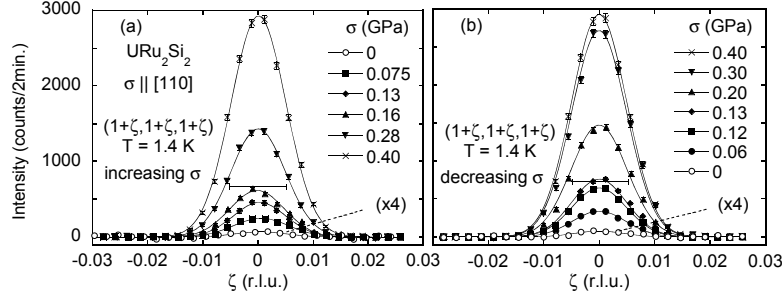 (a)
URu2Si2
σ || [110]
(1+ζ,1+ζ,1+ζ)
T = 1.4 K
increasing σ
σ (GPa)
0
0.075
0.13
0.16
0.28
0.40
(x4)
Intensity (counts/2min.)
3000
2000
1000
0
-0.03
-0.02
-0.01
0
0.01
0.02
0.03
ζ (r.l.u.)
(b)
(1+ζ,1+ζ,1+ζ)
T = 1.4 K
decreasing σ
σ (GPa)
0.40
0.30
0.20
0.13
0.12
0.06
0
(x4)
-0.02
-0.01
0
0.01
0.02
0.03
ζ (r.l.u.)